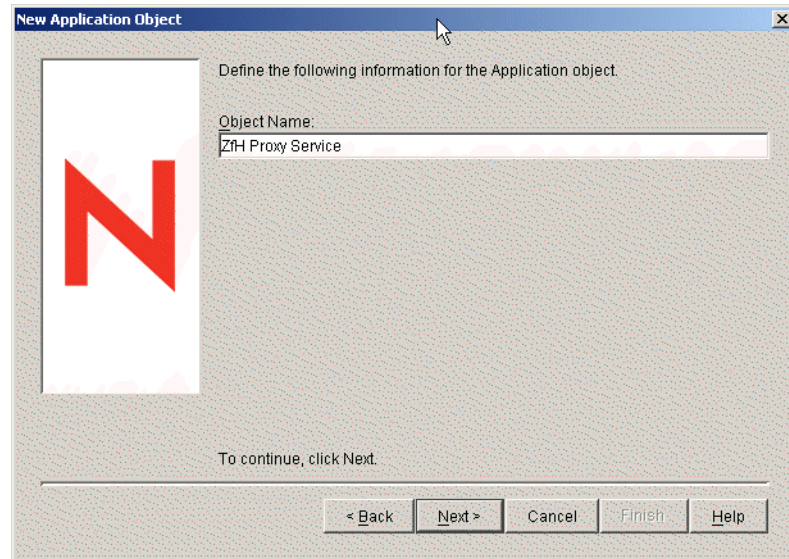 New Application Object
Define the following information for the Application object.
Object Name:
ZfH Proxy Service
N
To continue, click Next.
< Back Next > Cancel Finish Help